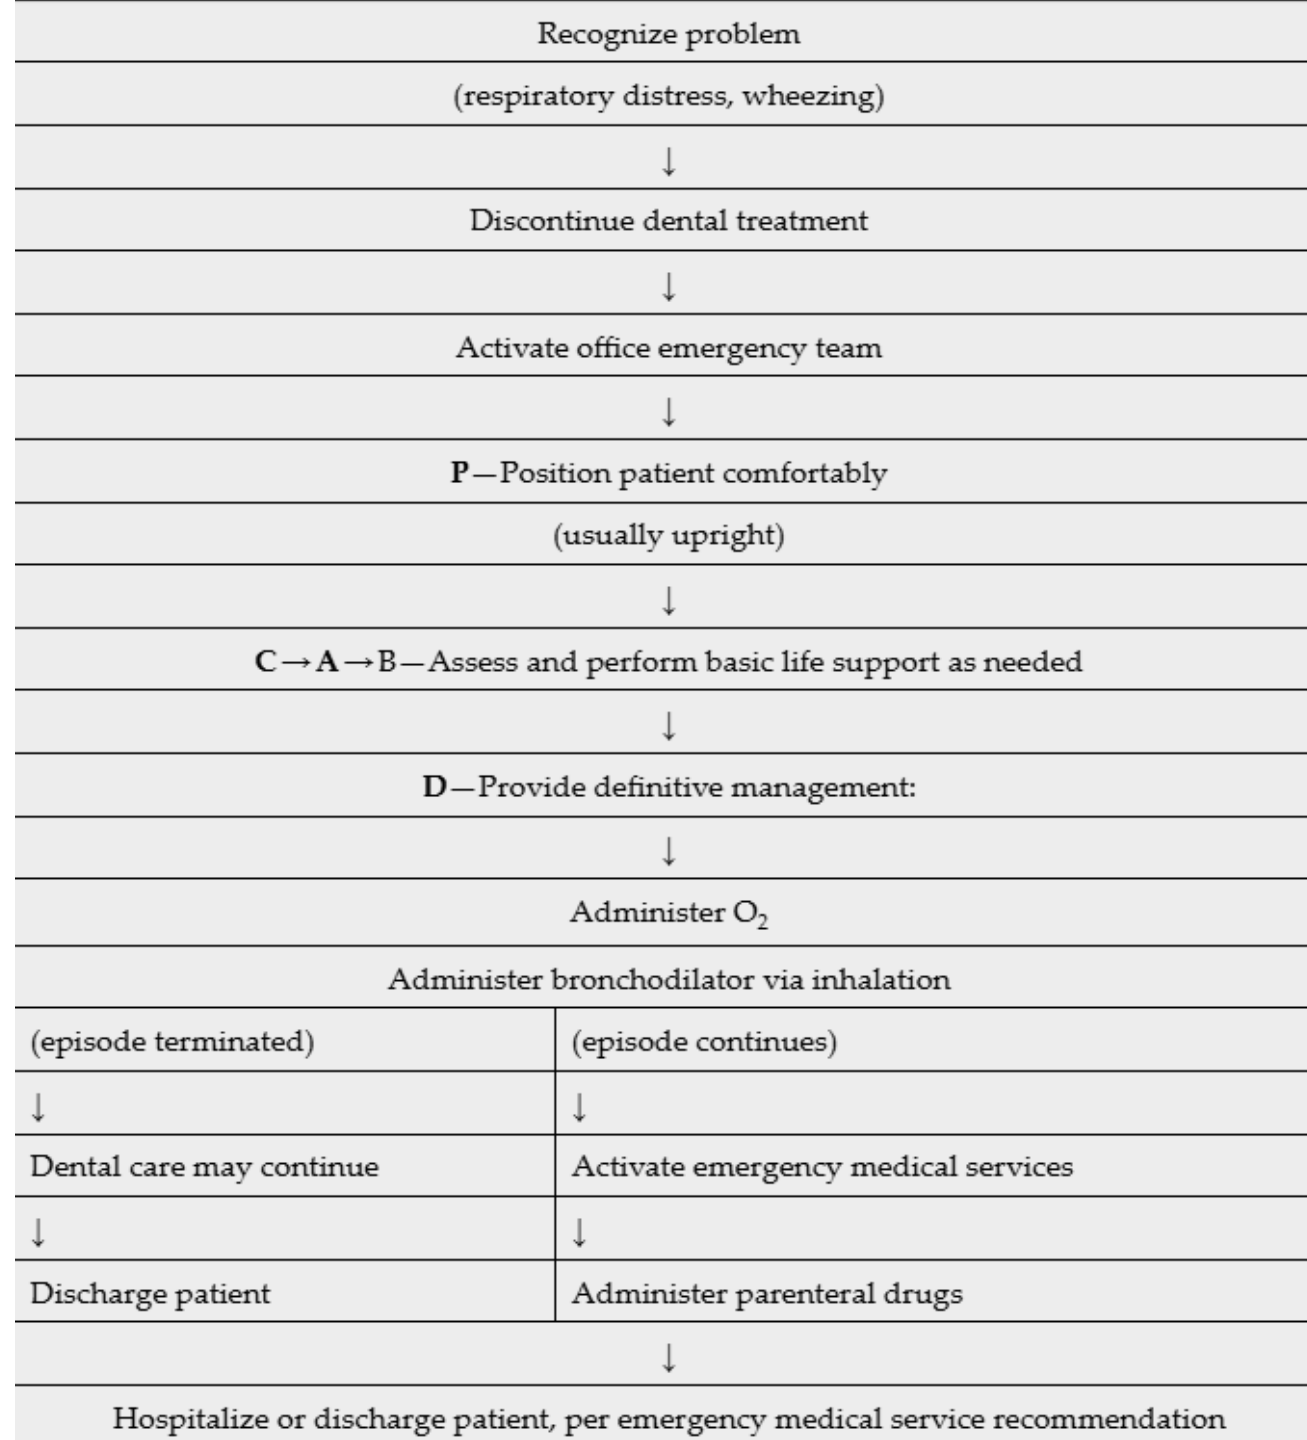 Recognize problem
(respiratory distress, wheezing)
↓
Discontinue dental treatment
↓
Activate office emergency team
↓
P—Position patient comfortably
(usually upright)
↓
C→A→B—Assess and perform basic life support as needed
↓
D—Provide definitive management:
↓
Administer O₂
Administer bronchodilator via inhalation
(episode terminated) (episode continues)
↓ ↓
Dental care may continue Activate emergency medical services
↓ ↓
Discharge patient Administer parenteral drugs
↓
Hospitalize or discharge patient, per emergency medical service recommendation